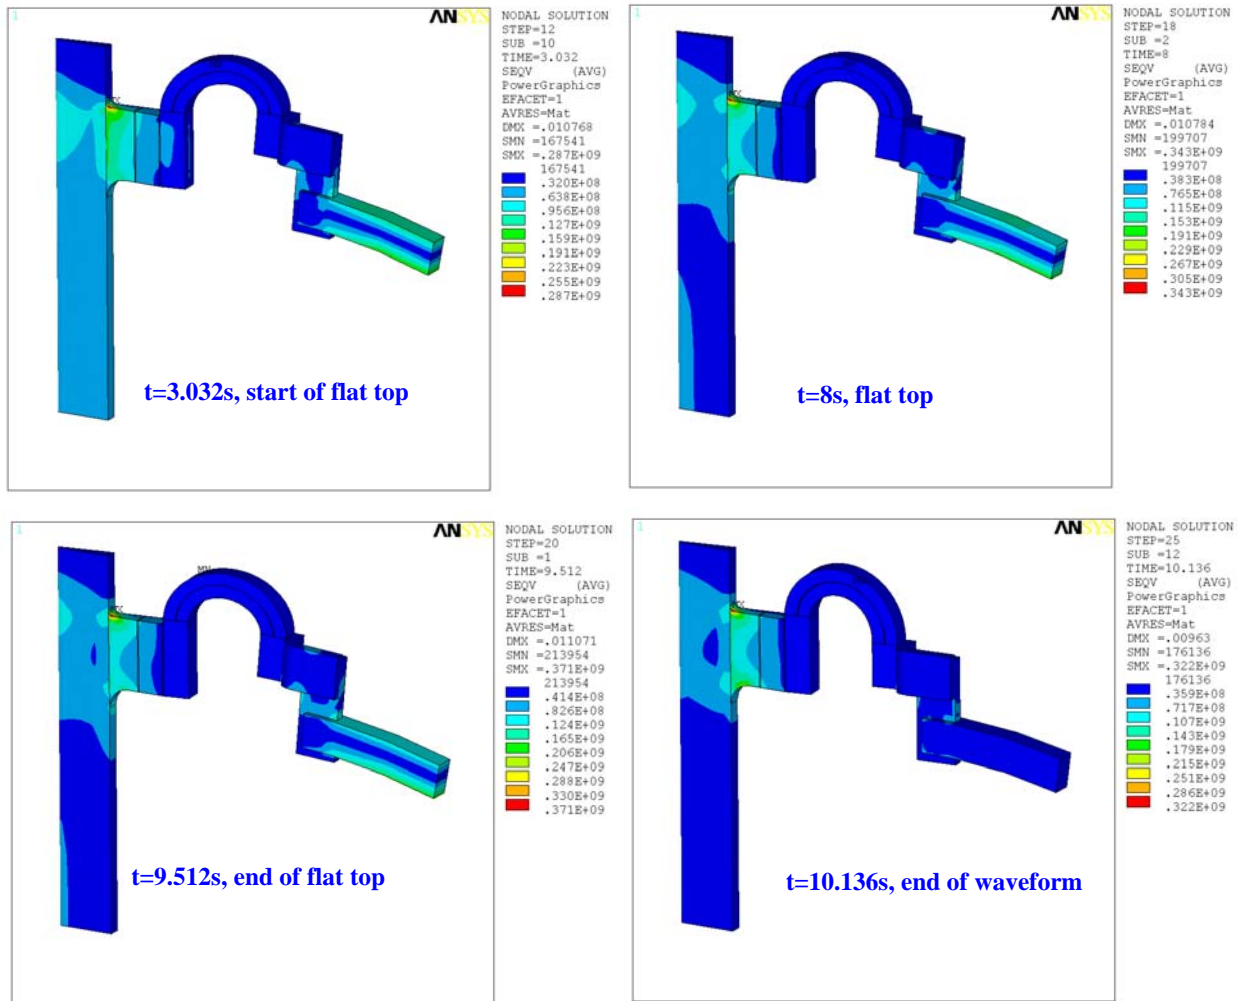 1
ANSYS
NODAL SOLUTION
STEP=12
SUB =10
TIME=3.032
SEQV (AVG)
PowerGraphics
EFACET=1
AVRES=Mat
DMX =.010768
SMN =167541
SMX =.287E+09
167541
.320E+08
.638E+08
.956E+08
.127E+09
.159E+09
.191E+09
.223E+09
.255E+09
.287E+09
t=3.032s, start of flat top
1
ANSYS
NODAL SOLUTION
STEP=18
SUB =2
TIME=8
SEQV (AVG)
PowerGraphics
EFACET=1
AVRES=Mat
DMX =.010784
SMN =199707
SMX =.343E+09
199707
.383E+08
.765E+08
.115E+09
.153E+09
.191E+09
.229E+09
.267E+09
.305E+09
.343E+09
t=8s, flat top
1
ANSYS
NODAL SOLUTION
STEP=20
SUB =1
TIME=9.512
SEQV (AVG)
PowerGraphics
EFACET=1
AVRES=Mat
DMX =.011071
SMN =213954
SMX =.371E+09
213954
.414E+08
.826E+08
.124E+09
.165E+09
.206E+09
.247E+09
.288E+09
.330E+09
.371E+09
MN
t=9.512s, end of flat top
1
ANSYS
NODAL SOLUTION
STEP=25
SUB =12
TIME=10.136
SEQV (AVG)
PowerGraphics
EFACET=1
AVRES=Mat
DMX =.00963
SMN =176136
SMX =.322E+09
176136
.359E+08
.717E+08
.107E+09
.143E+09
.179E+09
.215E+09
.251E+09
.286E+09
.322E+09
t=10.136s, end of waveform